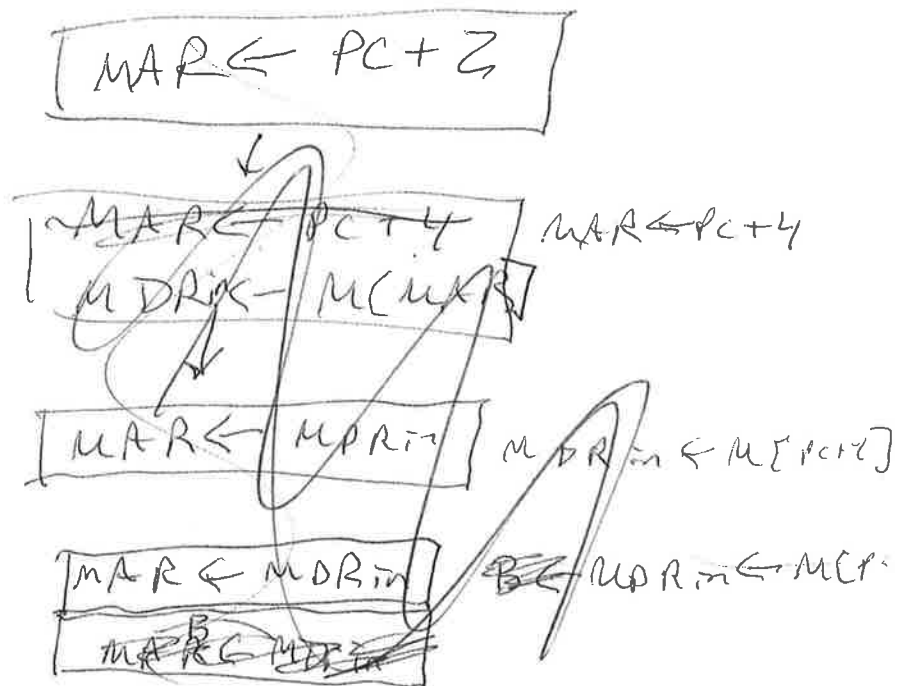 MAR ← PC + 2
MAR ← PC + 4 MAR ← PC + 4
MDRin ← M[MAR]
MAR ← MDRin MDRin ← M[PC+2]
MAR ← MDRin MDRin ← M[P